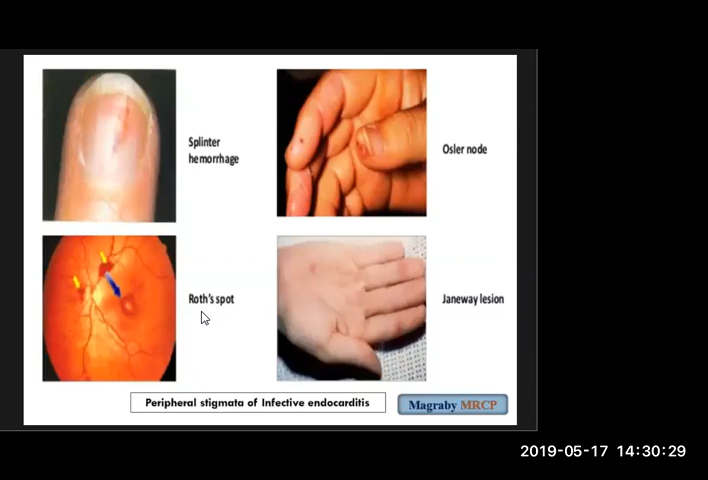 Splinter
hemorrhage
Osler node
Roth's spot
Janeway lesion
Peripheral stigmata of Infective endocarditis
Magraby MRCP
2019-05-17 14:30:29